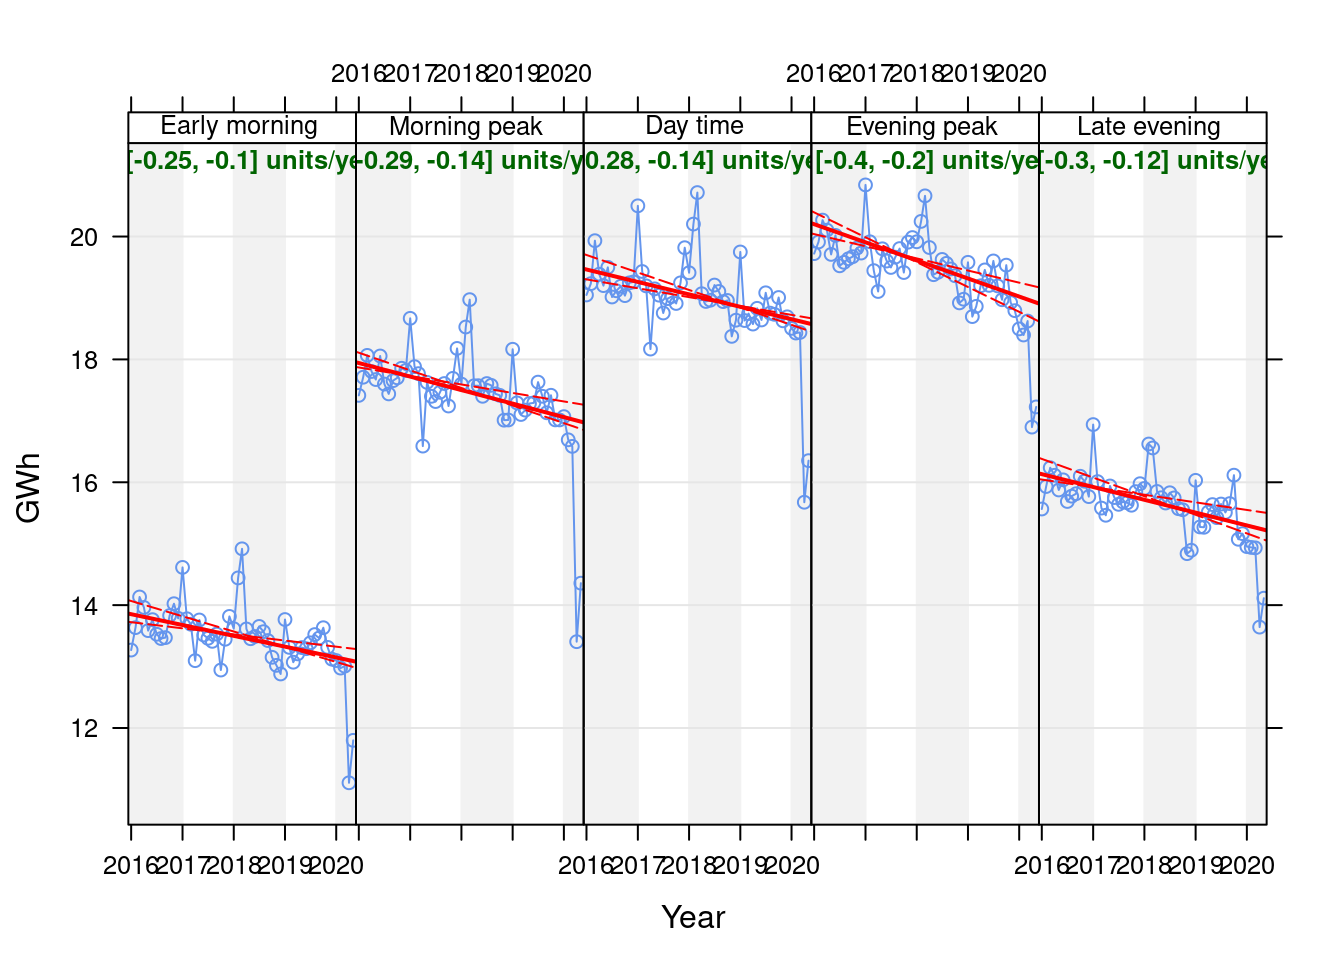 2016 2017 2018 2019 2020 2016 2017 2018 2019 2020
Early morning Morning peak Day time Evening peak Late evening
[-0.25, -0.1] units/ye -0.29, -0.14] units/y 0.28, -0.14] units/ye [-0.4, -0.2] units/ye [-0.3, -0.12] units/ye
20
18
16
14
12
GWh
2016 2017 2018 2019 2020 2016 2017 2018 2019 2020 2016 2017 2018 2019 2020
Year